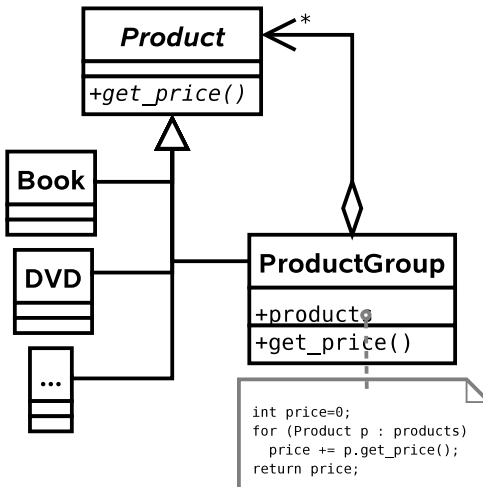 Product
*
+get_price()
Book
DVD
...
ProductGroup
+products
+get_price()
int price=0;
for (Product p : products)
  price += p.get_price();
return price;